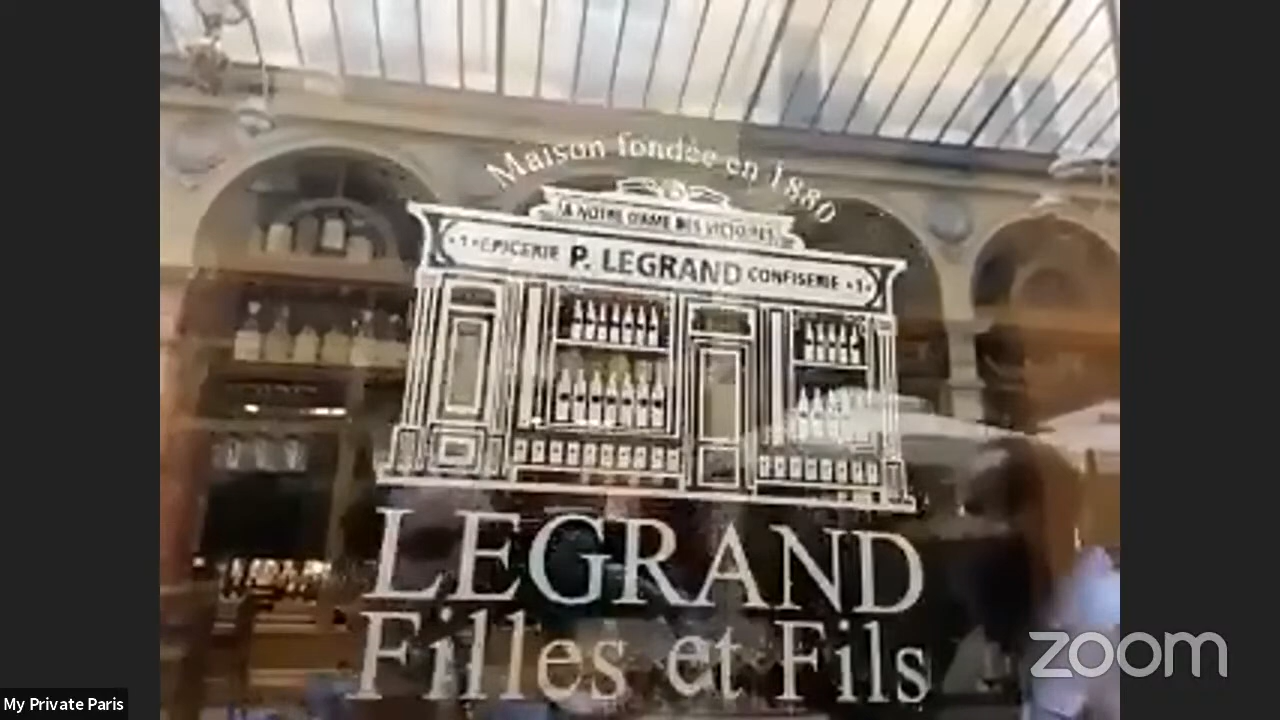 Maison fondée en 1880
A NOTRE DAME DES VICTOIRES
•1•EPICERIE P. LEGRAND CONFISERIE •1•
LEGRAND
Filles et Fils
zoom
My Private Paris